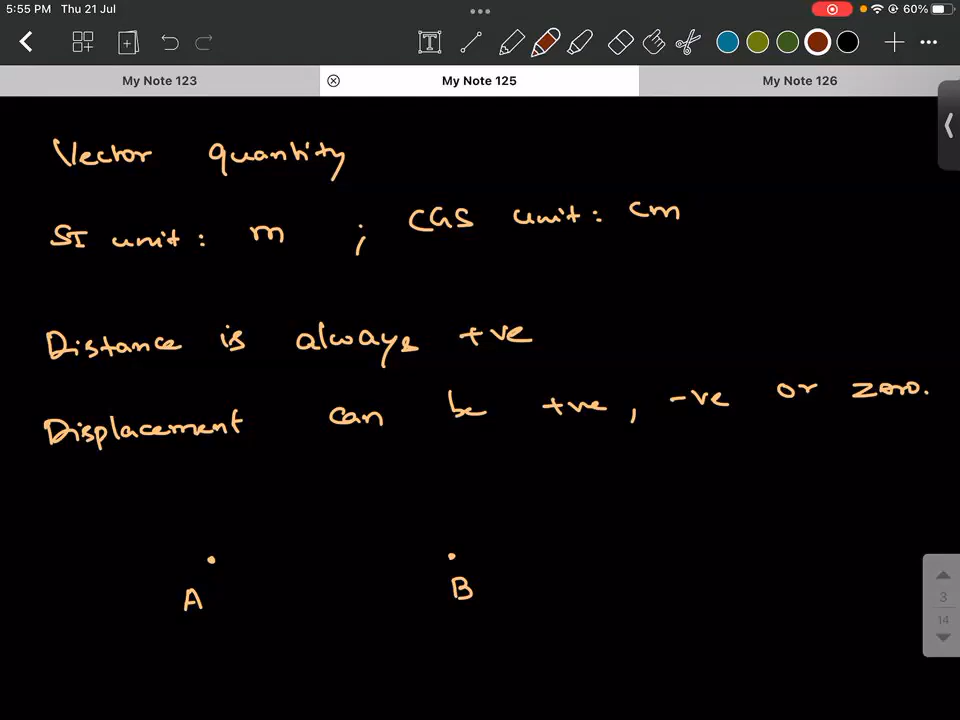 5:55 PM Thu 21 Jul 60%
My Note 123 My Note 125 My Note 126
Vector quantity
SI unit: m ; CGS unit: cm
Distance is always +ve
Displacement can be +ve, -ve or zero.
A B
3
14